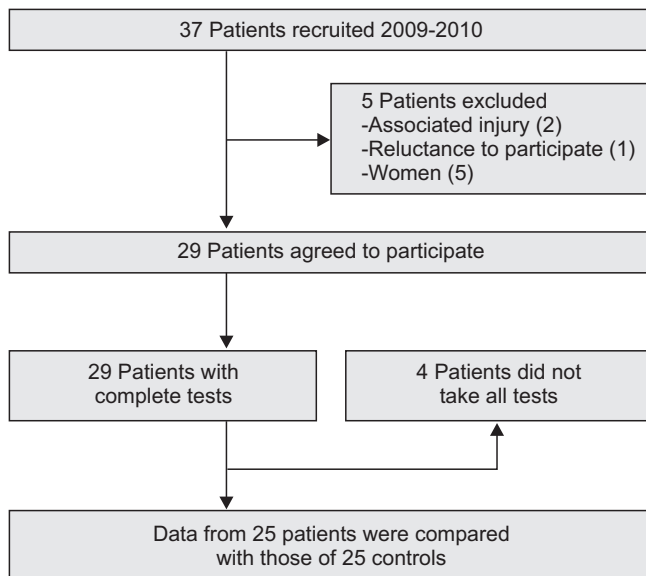 37 Patients recruited 2009-2010
5 Patients excluded
-Associated injury (2)
-Reluctance to participate (1)
-Women (5)
29 Patients agreed to participate
29 Patients with
complete tests
4 Patients did not
take all tests
Data from 25 patients were compared
with those of 25 controls